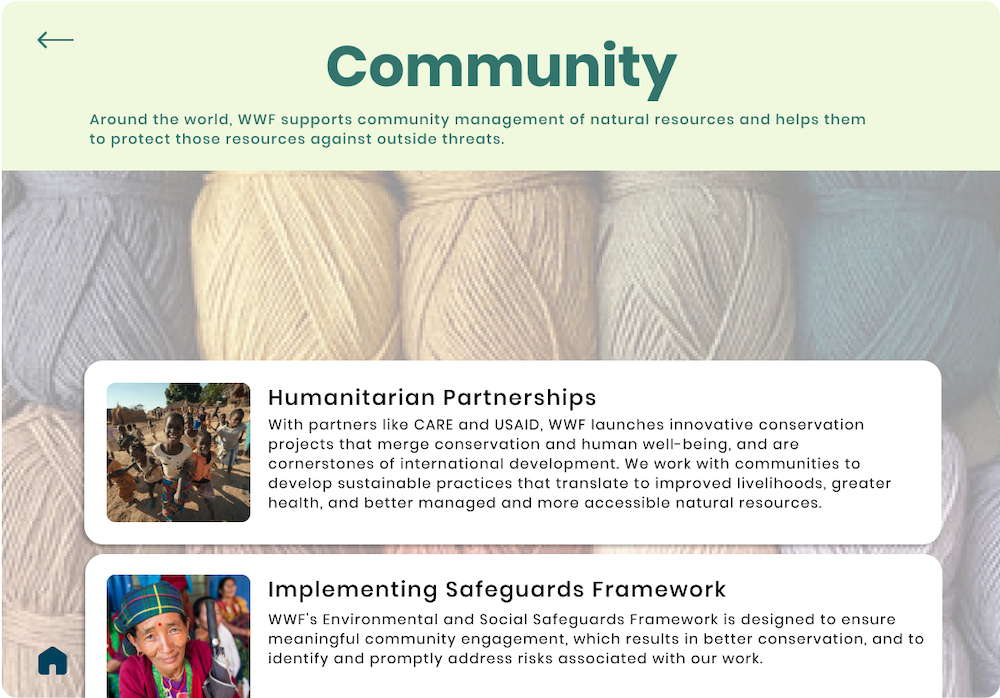 Community
Around the world, WWF supports community management of natural resources and helps them
to protect those resources against outside threats.
Humanitarian Partnerships
With partners like CARE and USAID, WWF launches innovative conservation
projects that merge conservation and human well-being, and are
cornerstones of international development. We work with communities to
develop sustainable practices that translate to improved livelihoods, greater
health, and better managed and more accessible natural resources.
Implementing Safeguards Framework
WWF's Environmental and Social Safeguards Framework is designed to ensure
meaningful community engagement, which results in better conservation, and to
identify and promptly address risks associated with our work.